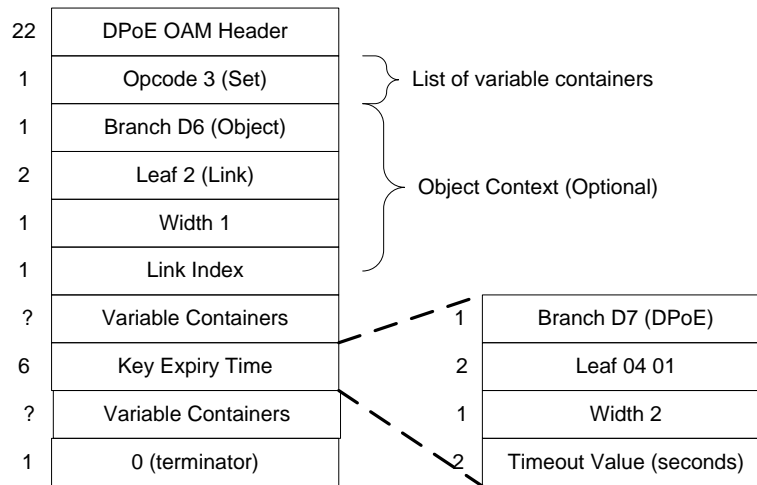 22 DPoE OAM Header
1 Opcode 3 (Set) List of variable containers
1 Branch D6 (Object)
2 Leaf 2 (Link)
Object Context (Optional)
1 Width 1
1 Link Index
? Variable Containers 1 Branch D7 (DPoE)
6 Key Expiry Time 2 Leaf 04 01
? Variable Containers 1 Width 2
1 0 (terminator) 2 Timeout Value (seconds)